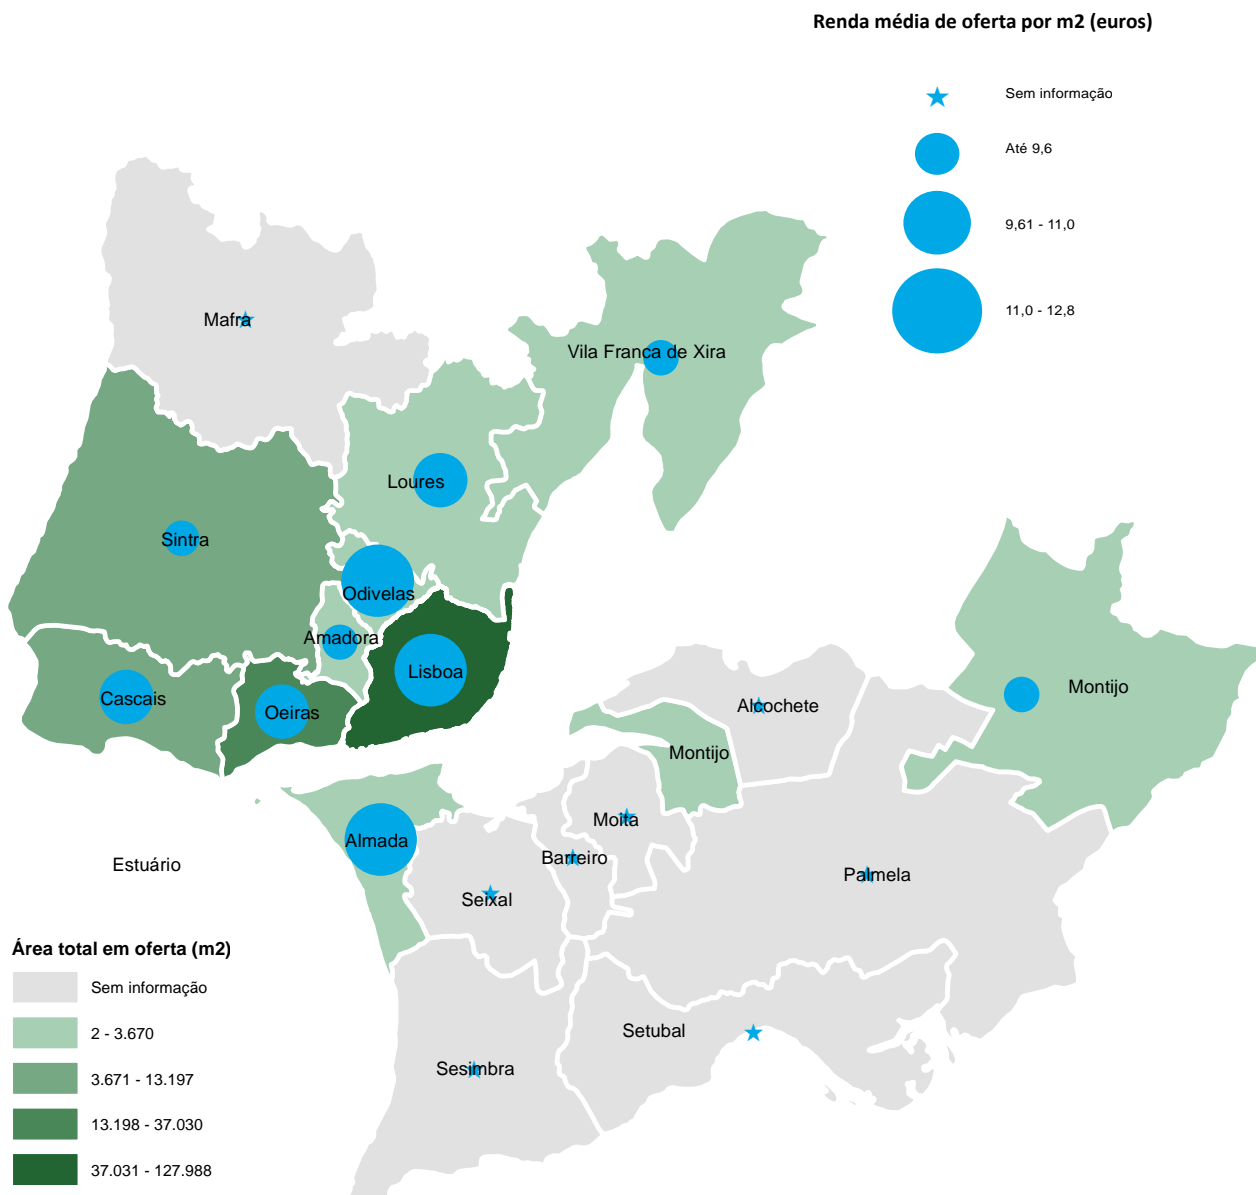 Renda média de oferta por m2 (euros)
Sem informação
Até 9,6
9,61 - 11,0
11,0 - 12,8
Mafra
Vila Franca de Xira
Loures
Sintra
Odivelas
Amadora
Lisboa
Cascais
Oeiras
Alcochete
Montijo
Montijo
Moita
Almada
Barreiro
Estuário
Palmela
Seixal
Setubal
Sesimbra
Área total em oferta (m2)
Sem informação
2 - 3.670
3.671 - 13.197
13.198 - 37.030
37.031 - 127.988